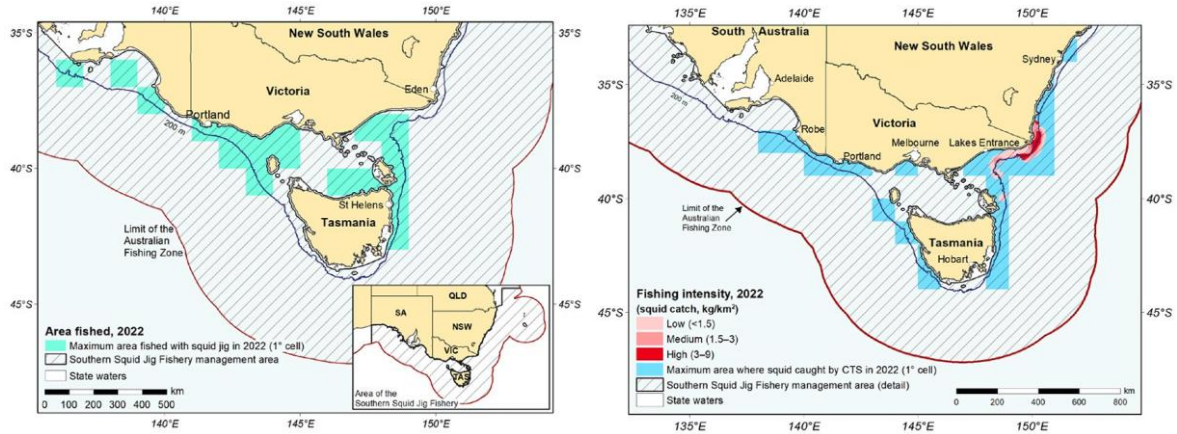 140°E 145°E 150°E
35°S
40°S
45°S
New South Wales
Victoria
Eden
Portland
200 m
St Helens
Tasmania
Limit of the
Australian
Fishing Zone
Area fished, 2022
Maximum area fished with squid jig in 2022 (1° cell)
Southern Squid Jig Fishery management area
State waters
km
0 100 200 300 400 500
QLD
SA
NSW
VIC
TAS
Area of the
Southern Squid Jig Fishery
140°E 145°E 150°E
135°E 140°E 145°E 150°E
35°S
40°S
45°S
South Australia
New South Wales
Sydney
Adelaide
Victoria
Robe
Melbourne
Lakes Entrance
Portland
200 m
Limit of the
Australian
Fishing Zone
Tasmania
Hobart
Fishing intensity, 2022
(squid catch, kg/km²)
Low (<1.5)
Medium (1.5–3)
High (3–9)
Maximum area where squid caught by CTS in 2022 (1° cell)
Southern Squid Jig Fishery management area (detail)
State waters
km
0 200 400 600 800
135°E 140°E 145°E 150°E
35°S
40°S
45°S